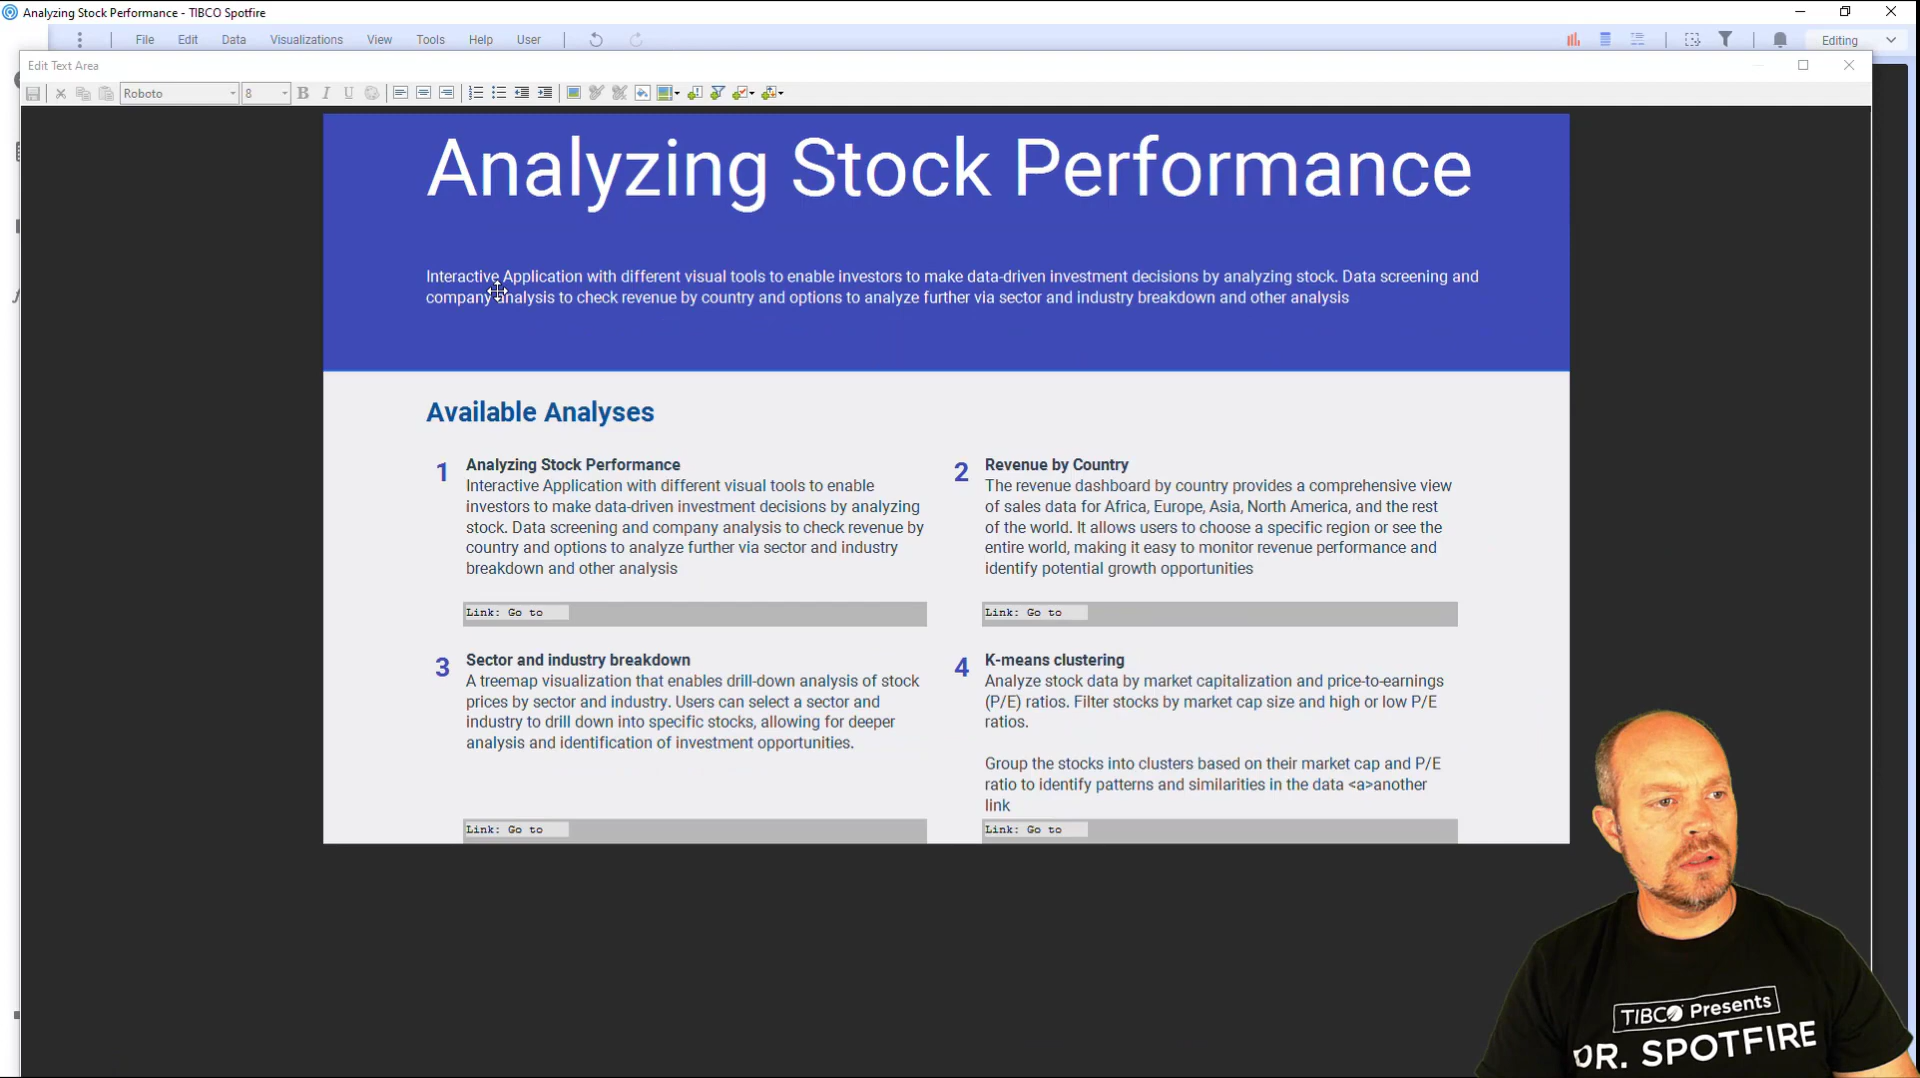 Analyzing Stock Performance - TIBCO Spotfire
File Edit Data Visualizations View Tools Help User Editing
Edit Text Area
Roboto 8 B I U
Analyzing Stock Performance
Interactive Application with different visual tools to enable investors to make data-driven investment decisions by analyzing stock. Data screening and
company analysis to check revenue by country and options to analyze further via sector and industry breakdown and other analysis
Available Analyses
1 Analyzing Stock Performance
Interactive Application with different visual tools to enable
investors to make data-driven investment decisions by analyzing
stock. Data screening and company analysis to check revenue by
country and options to analyze further via sector and industry
breakdown and other analysis
Link: Go to
2 Revenue by Country
The revenue dashboard by country provides a comprehensive view
of sales data for Africa, Europe, Asia, North America, and the rest
of the world. It allows users to choose a specific region or see the
entire world, making it easy to monitor revenue performance and
identify potential growth opportunities
Link: Go to
3 Sector and industry breakdown
A treemap visualization that enables drill-down analysis of stock
prices by sector and industry. Users can select a sector and
industry to drill down into specific stocks, allowing for deeper
analysis and identification of investment opportunities.
Link: Go to
4 K-means clustering
Analyze stock data by market capitalization and price-to-earnings
(P/E) ratios. Filter stocks by market cap size and high or low P/E
ratios.
Group the stocks into clusters based on their market cap and P/E
ratio to identify patterns and similarities in the data <a>another
link
Link: Go to
TIBCO Presents
DR. SPOTFIRE